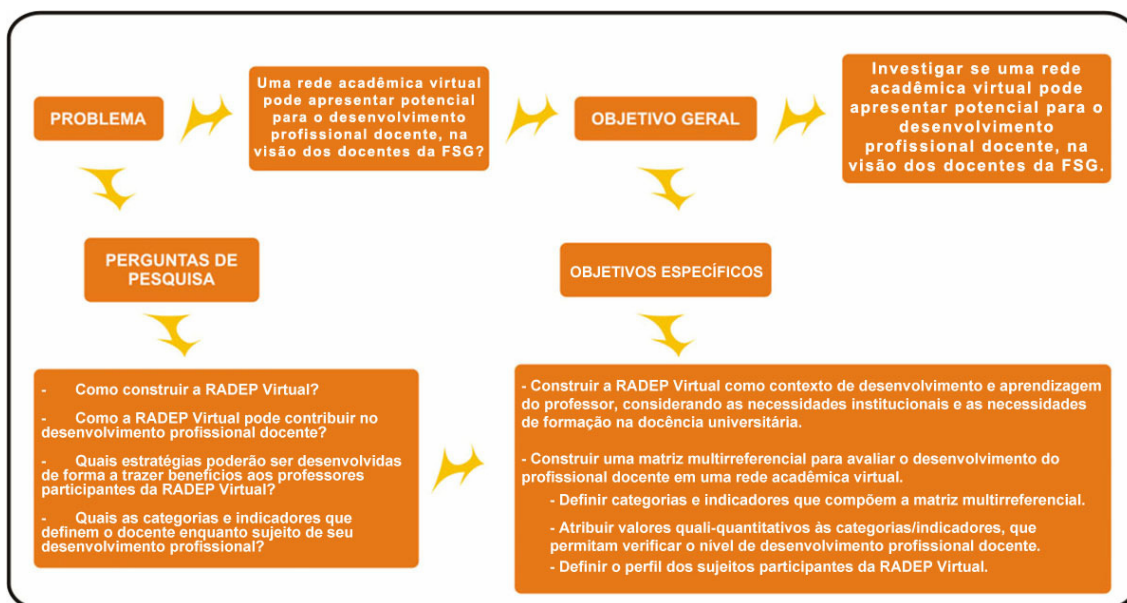 PROBLEMA
Uma rede acadêmica virtual
pode apresentar potencial
para o desenvolvimento
profissional docente, na
visão dos docentes da FSG?
OBJETIVO GERAL
Investigar se uma rede
acadêmica virtual pode
apresentar potencial para o
desenvolvimento
profissional docente, na
visão dos docentes da FSG.
PERGUNTAS DE
PESQUISA
OBJETIVOS ESPECÍFICOS
- Como construir a RADEP Virtual?
- Como a RADEP Virtual pode contribuir no
desenvolvimento profissional docente?
- Quais estratégias poderão ser desenvolvidas
de forma a trazer benefícios aos professores
participantes da RADEP Virtual?
- Quais as categorias e indicadores que
definem o docente enquanto sujeito de seu
desenvolvimento profissional?
- Construir a RADEP Virtual como contexto de desenvolvimento e aprendizagem
do professor, considerando as necessidades institucionais e as necessidades
de formação na docência universitária.
- Construir uma matriz multirreferencial para avaliar o desenvolvimento do
profissional docente em uma rede acadêmica virtual.
- Definir categorias e indicadores que compõem a matriz multirreferencial.
- Atribuir valores quali-quantitativos às categorias/indicadores, que
permitam verificar o nível de desenvolvimento profissional docente.
- Definir o perfil dos sujeitos participantes da RADEP Virtual.